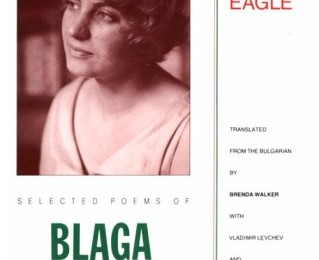 EAGLE
TRANSLATED
FROM THE BULGARIAN
BY
BRENDA WALKER
WITH
VLADIMIR LEVCHEV
AND
SELECTED POEMS OF
BLAGA